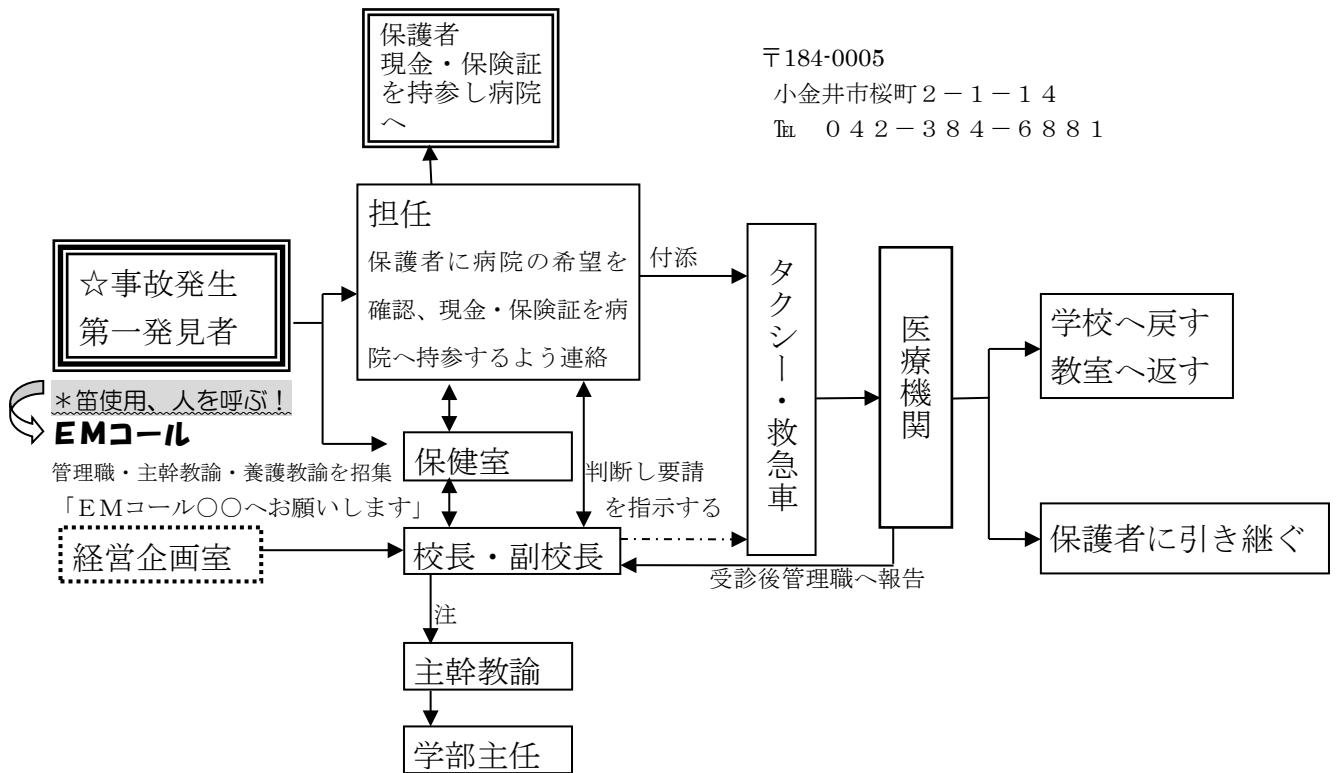 保護者
現金・保険証
を持参し病院
へ
〒184-0005
小金井市桜町２－１－１４
℡　０４２－３８４－６８８１
担任
保護者に病院の希望を
確認、現金・保険証を病
院へ持参するよう連絡
付添
☆事故発生
第一発見者
＊笛使用、人を呼ぶ！
ＥＭコール
管理職・主幹教諭・養護教諭を招集
「ＥＭコール○○へお願いします」
保健室
判断し要請
を指示する
タクシー・救急車
医療機関
学校へ戻す
教室へ返す
保護者に引き継ぐ
経営企画室
校長・副校長
受診後管理職へ報告
注
主幹教諭
学部主任